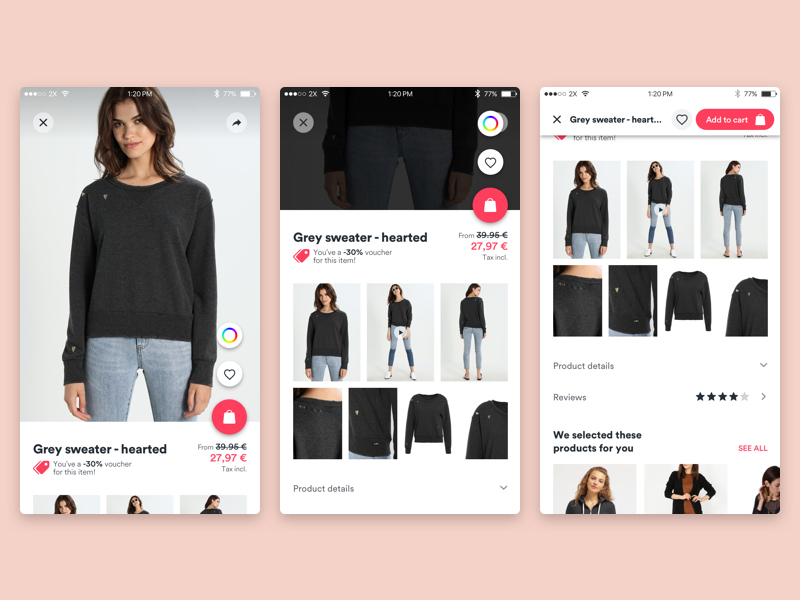 2X
1:20 PM
77%
Grey sweater - hearted
You've a -30% voucher
for this item!
From 39.95 €
27,97 €
Tax incl.
2X
1:20 PM
77%
Grey sweater - hearted
You've a -30% voucher
for this item!
From 39.95 €
27,97 €
Tax incl.
Product details
2X
1:20 PM
77%
Grey sweater - heart...
Add to cart
for this item!
Tax incl.
Product details
Reviews
We selected these
products for you
SEE ALL